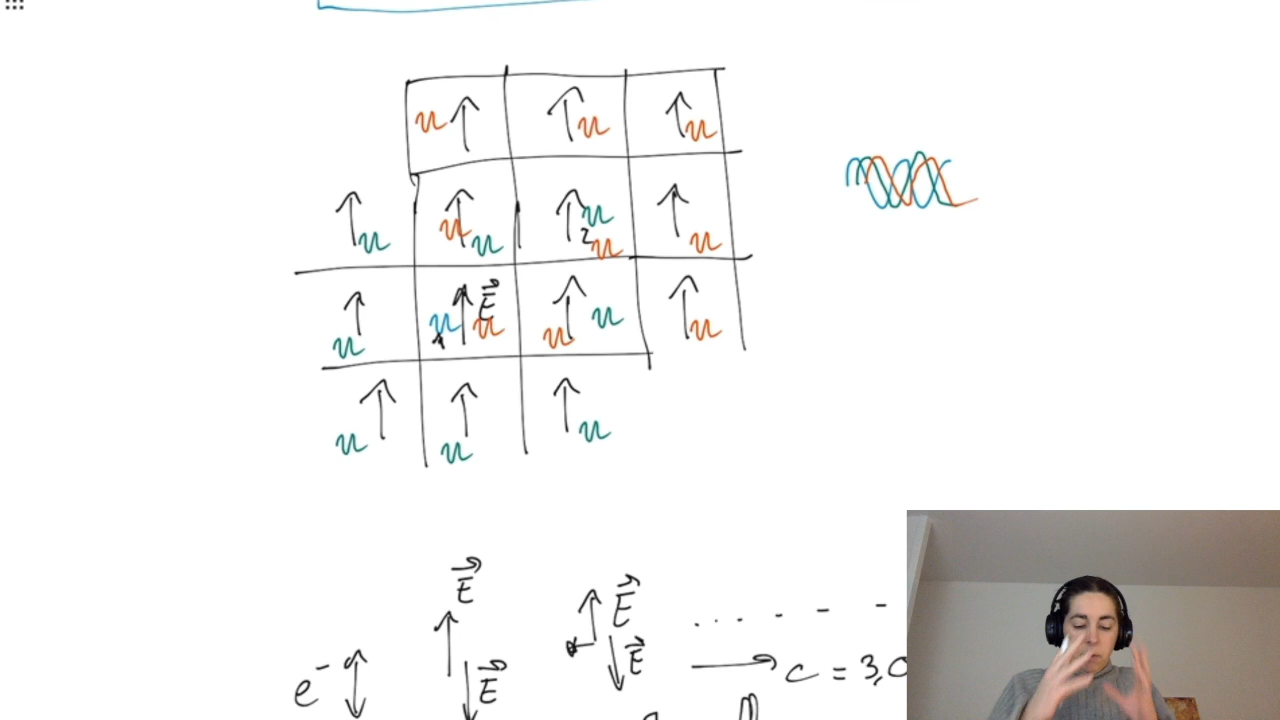 u u u
u u u u u u
u u E u u u u
u u u
E E
e⁻ E E c = 3,0